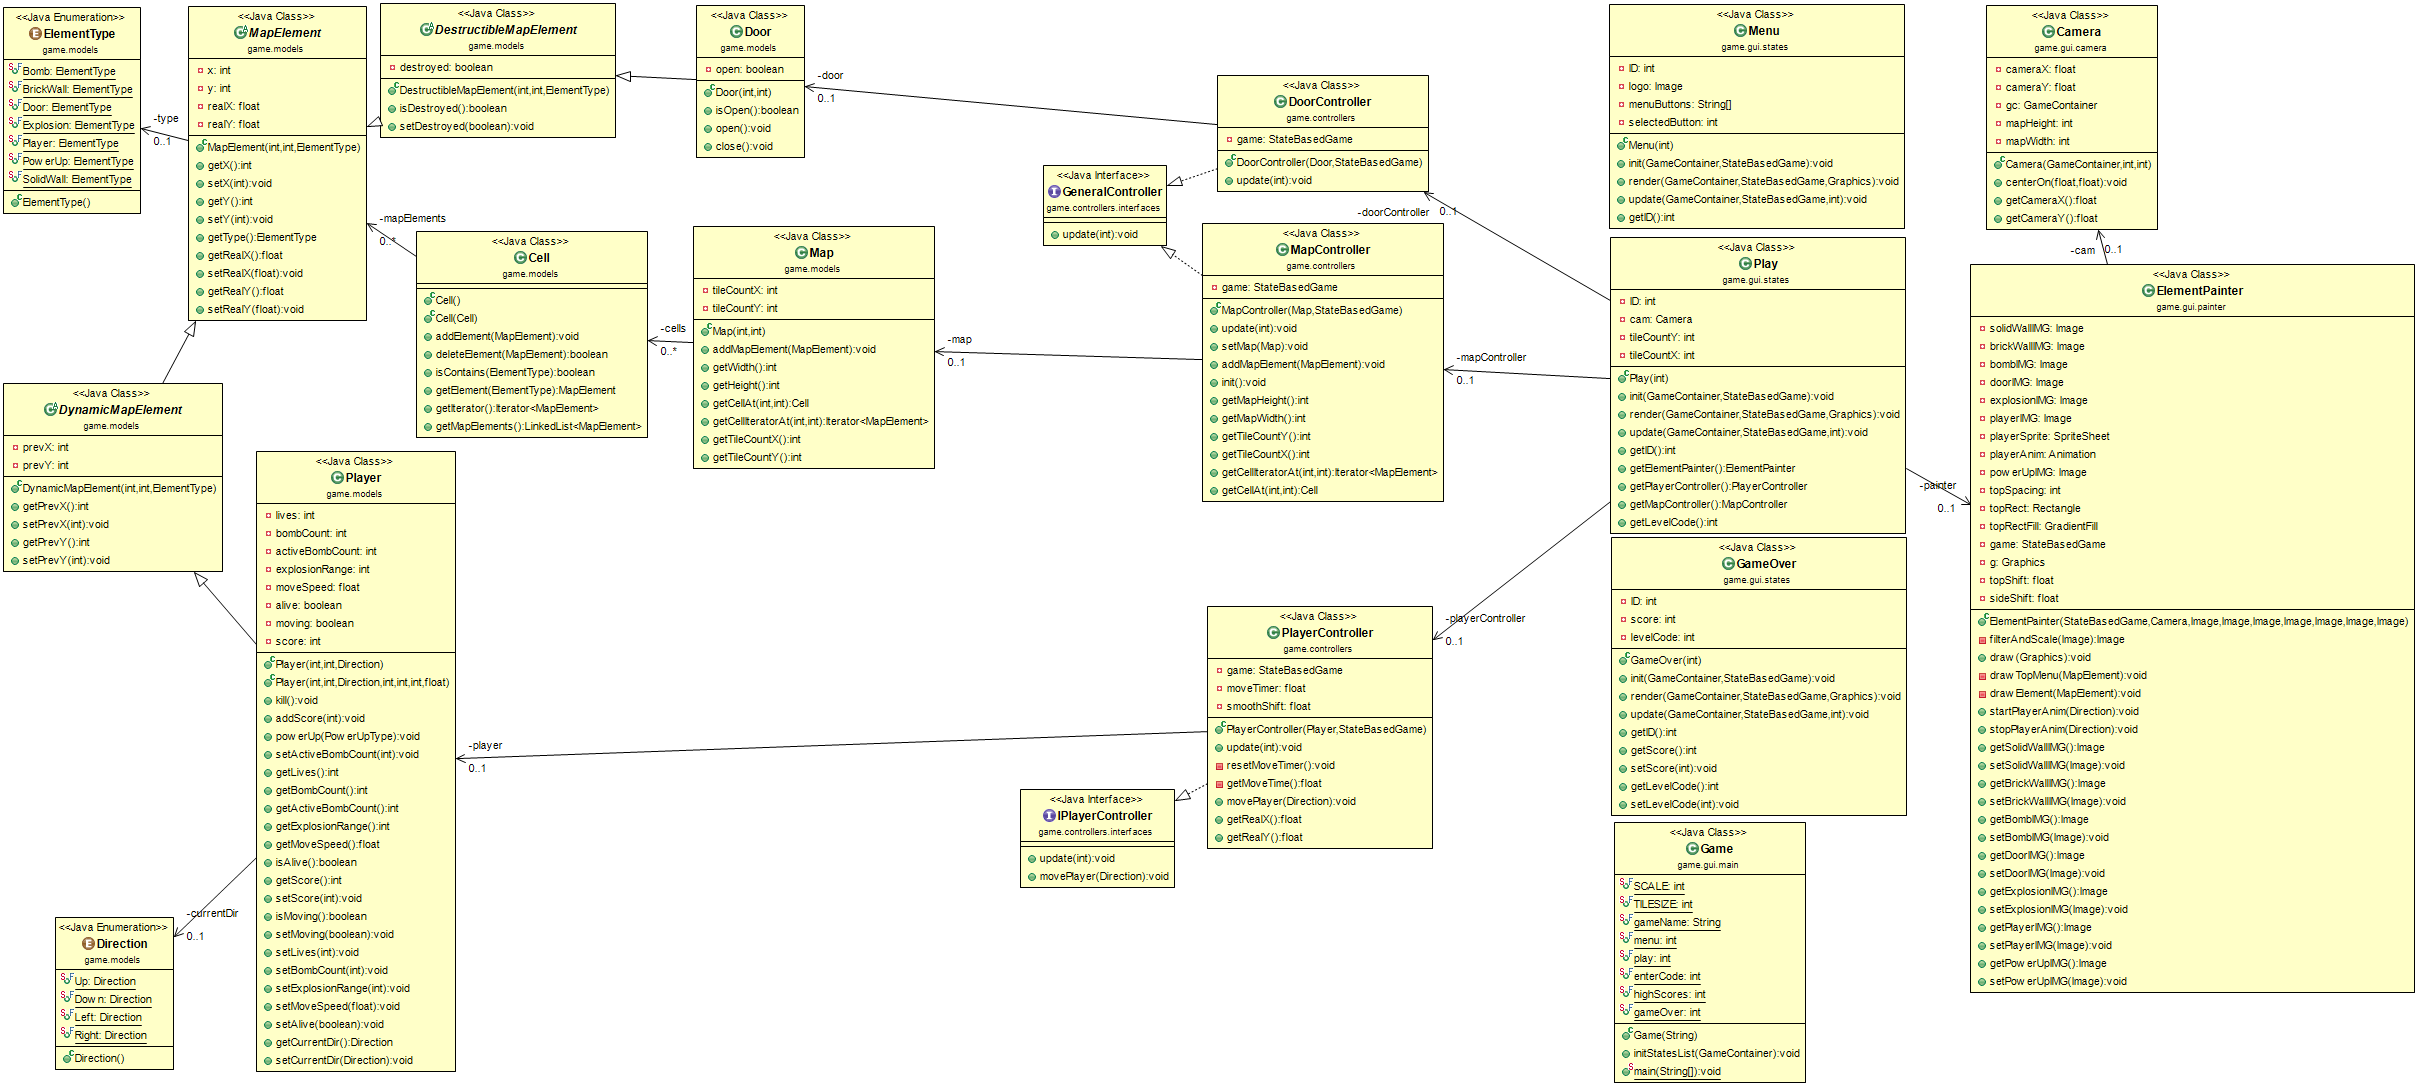 <<Java Enumeration>>
ElementType
game.models
Bomb: ElementType
BrickWall: ElementType
Door: ElementType
Explosion: ElementType
Player: ElementType
PowerUp: ElementType
SolidWall: ElementType
ElementType()
-type
0..1
<<Java Class>>
MapElement
game.models
x: int
y: int
realX: float
realY: float
MapElement(int,int,ElementType)
getX():int
setX(int):void
getY():int
setY(int):void
getType():ElementType
getRealX():float
setRealX(float):void
getRealY():float
setRealY(float):void
<<Java Class>>
DestructibleMapElement
game.models
destroyed: boolean
DestructibleMapElement(int,int,ElementType)
isDestroyed():boolean
setDestroyed(boolean):void
<<Java Class>>
Door
game.models
open: boolean
Door(int,int)
isOpen():boolean
open():void
close():void
-door
0..1
<<Java Class>>
DoorController
game.controllers
game: StateBasedGame
DoorController(Door,StateBasedGame)
update(int):void
<<Java Interface>>
GeneralController
game.controllers.interfaces
update(int):void
-doorController
0..1
<<Java Class>>
Menu
game.gui.states
ID: int
logo: Image
menuButtons: String[]
selectedButton: int
Menu(int)
init(GameContainer,StateBasedGame):void
render(GameContainer,StateBasedGame,Graphics):void
update(GameContainer,StateBasedGame,int):void
getID():int
<<Java Class>>
Camera
game.gui.camera
cameraX: float
cameraY: float
gc: GameContainer
mapHeight: int
mapWidth: int
Camera(GameContainer,int,int)
centerOn(float,float):void
getCameraX():float
getCameraY():float
-cam
0..1
-mapElements
0..*
<<Java Class>>
Cell
game.models
Cell()
Cell(Cell)
addElement(MapElement):void
deleteElement(MapElement):boolean
isContains(ElementType):boolean
getElement(ElementType):MapElement
getIterator():Iterator<MapElement>
getMapElements():LinkedList<MapElement>
-cells
0..*
<<Java Class>>
Map
game.models
tileCountX: int
tileCountY: int
Map(int,int)
addMapElement(MapElement):void
getWidth():int
getHeight():int
getCellAt(int,int):Cell
getCellIteratorAt(int,int):Iterator<MapElement>
getTileCountX():int
getTileCountY():int
-map
0..1
<<Java Class>>
MapController
game.controllers
game: StateBasedGame
MapController(Map,StateBasedGame)
update(int):void
setMap(Map):void
addMapElement(MapElement):void
init():void
getMapHeight():int
getMapWidth():int
getTileCountY():int
getTileCountX():int
getCellIteratorAt(int,int):Iterator<MapElement>
getCellAt(int,int):Cell
-mapController
0..1
<<Java Class>>
Play
game.gui.states
ID: int
cam: Camera
tileCountY: int
tileCountX: int
Play(int)
init(GameContainer,StateBasedGame):void
render(GameContainer,StateBasedGame,Graphics):void
update(GameContainer,StateBasedGame,int):void
getID():int
getElementPainter():ElementPainter
getPlayerController():PlayerController
getMapController():MapController
getLevelCode():int
-painter
0..1
<<Java Class>>
ElementPainter
game.gui.painter
solidWallIMG: Image
brickWallIMG: Image
bombIMG: Image
doorIMG: Image
explosionIMG: Image
playerIMG: Image
playerSprite: SpriteSheet
playerAnim: Animation
powerUpIMG: Image
topSpacing: int
topRect: Rectangle
topRectFill: GradientFill
game: StateBasedGame
g: Graphics
topShift: float
sideShift: float
ElementPainter(StateBasedGame,Camera,Image,Image,Image,Image,Image,Image,Image)
filterAndScale(Image):Image
draw(Graphics):void
drawTopMenu(MapElement):void
drawElement(MapElement):void
startPlayerAnim(Direction):void
stopPlayerAnim(Direction):void
getSolidWallIMG():Image
setSolidWallIMG(Image):void
getBrickWallIMG():Image
setBrickWallIMG(Image):void
getBombIMG():Image
setBombIMG(Image):void
getDoorIMG():Image
setDoorIMG(Image):void
getExplosionIMG():Image
setExplosionIMG(Image):void
getPlayerIMG():Image
setPlayerIMG(Image):void
getPowerUpIMG():Image
setPowerUpIMG(Image):void
<<Java Class>>
DynamicMapElement
game.models
prevX: int
prevY: int
DynamicMapElement(int,int,ElementType)
getPrevX():int
setPrevX(int):void
getPrevY():int
setPrevY(int):void
<<Java Class>>
Player
game.models
lives: int
bombCount: int
activeBombCount: int
explosionRange: int
moveSpeed: float
alive: boolean
moving: boolean
score: int
Player(int,int,Direction)
Player(int,int,Direction,int,int,int,float)
kill():void
addScore(int):void
powerUp(PowerUpType):void
setActiveBombCount(int):void
getLives():int
getBombCount():int
getActiveBombCount():int
getExplosionRange():int
getMoveSpeed():float
isAlive():boolean
getScore():int
setScore(int):void
isMoving():boolean
setMoving(boolean):void
setLives(int):void
setBombCount(int):void
setExplosionRange(int):void
setMoveSpeed(float):void
setAlive(boolean):void
getCurrentDir():Direction
setCurrentDir(Direction):void
-currentDir
0..1
<<Java Enumeration>>
Direction
game.models
Up: Direction
Down: Direction
Left: Direction
Right: Direction
Direction()
-player
0..1
<<Java Class>>
PlayerController
game.controllers
game: StateBasedGame
moveTimer: float
smoothShift: float
PlayerController(Player,StateBasedGame)
update(int):void
resetMoveTimer():void
getMoveTime():float
movePlayer(Direction):void
getRealX():float
getRealY():float
-playerController
0..1
<<Java Interface>>
IPlayerController
game.controllers.interfaces
update(int):void
movePlayer(Direction):void
<<Java Class>>
GameOver
game.gui.states
ID: int
score: int
levelCode: int
GameOver(int)
init(GameContainer,StateBasedGame):void
render(GameContainer,StateBasedGame,Graphics):void
update(GameContainer,StateBasedGame,int):void
getID():int
getScore():int
setScore(int):void
getLevelCode():int
setLevelCode(int):void
<<Java Class>>
Game
game.gui.main
SCALE: int
TILESIZE: int
gameName: String
menu: int
play: int
enterCode: int
highScores: int
gameOver: int
Game(String)
initStatesList(GameContainer):void
main(String[]):void